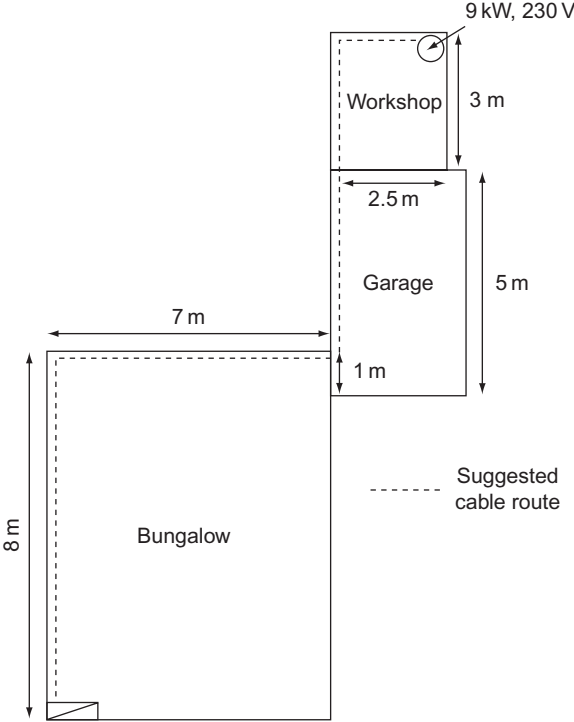 9 kW, 230 V
Workshop
3 m
2.5 m
Garage
5 m
7 m
1 m
Suggested
cable route
Bungalow
8 m